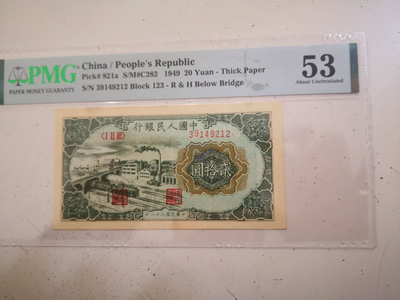 PMG
PAPER MONEY GUARANTY
China / People's Republic
Pick# 821a S/M#C282 1949 20 Yuan - Thick Paper
S/N 39149212 Block 123 - R & H Below Bridge
53
About Uncirculated
行銀民人國中
39149212
圓拾貳